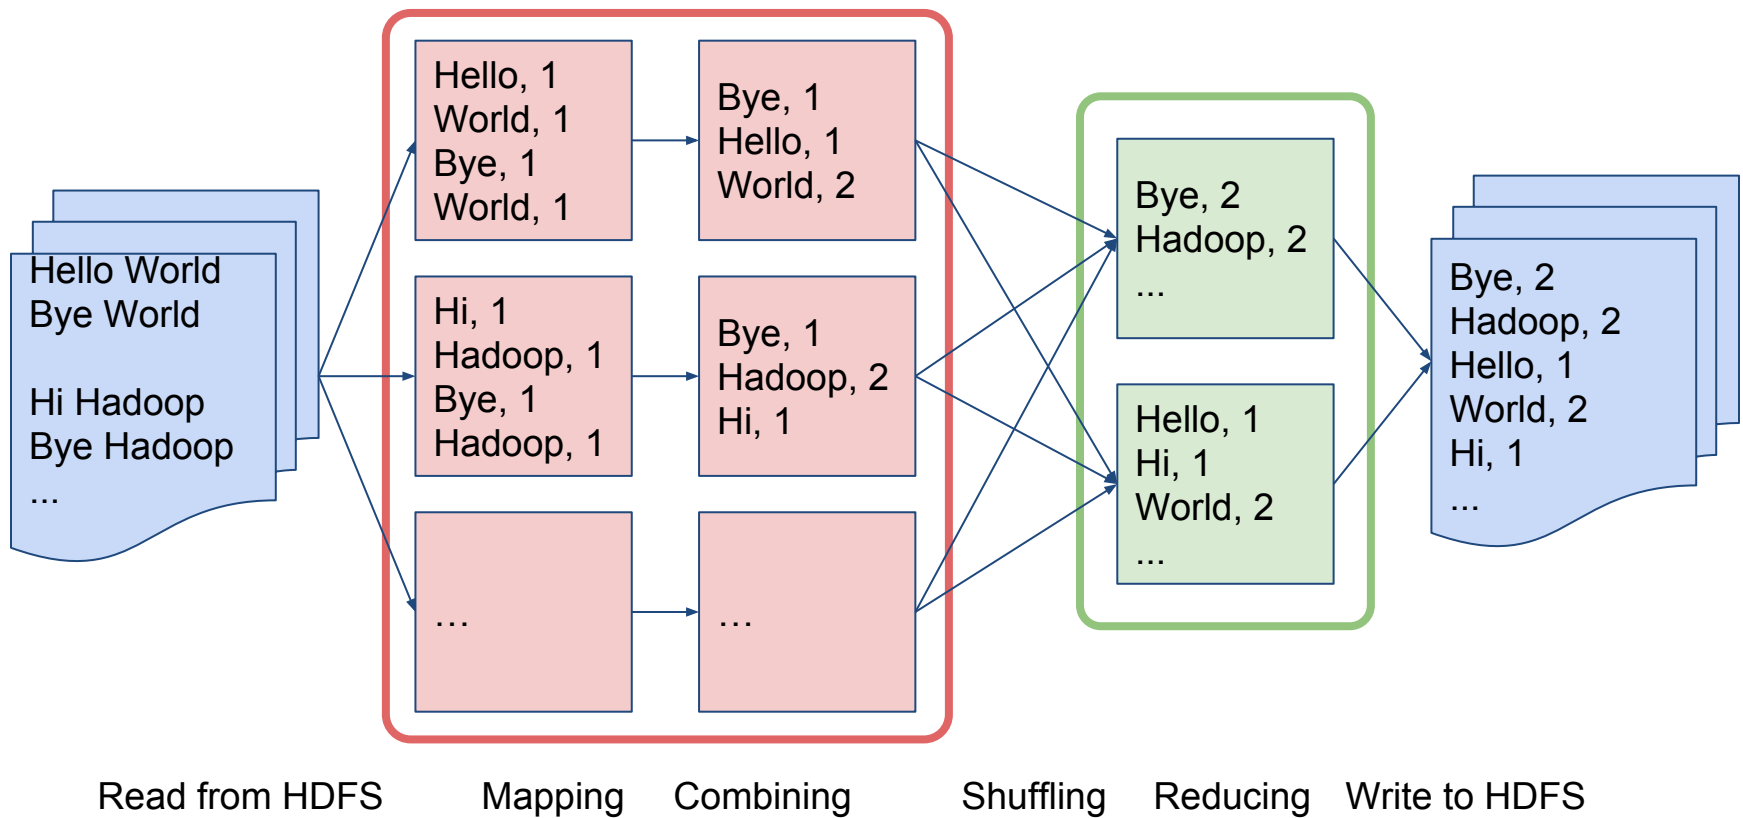 Hello World
Bye World
Hi Hadoop
Bye Hadoop
...
Hello, 1
World, 1
Bye, 1
World, 1
Hi, 1
Hadoop, 1
Bye, 1
Hadoop, 1
...
Bye, 1
Hello, 1
World, 2
Bye, 1
Hadoop, 2
Hi, 1
...
Bye, 2
Hadoop, 2
...
Hello, 1
Hi, 1
World, 2
...
Bye, 2
Hadoop, 2
Hello, 1
World, 2
Hi, 1
...
Read from HDFS
Mapping
Combining
Shuffling
Reducing
Write to HDFS